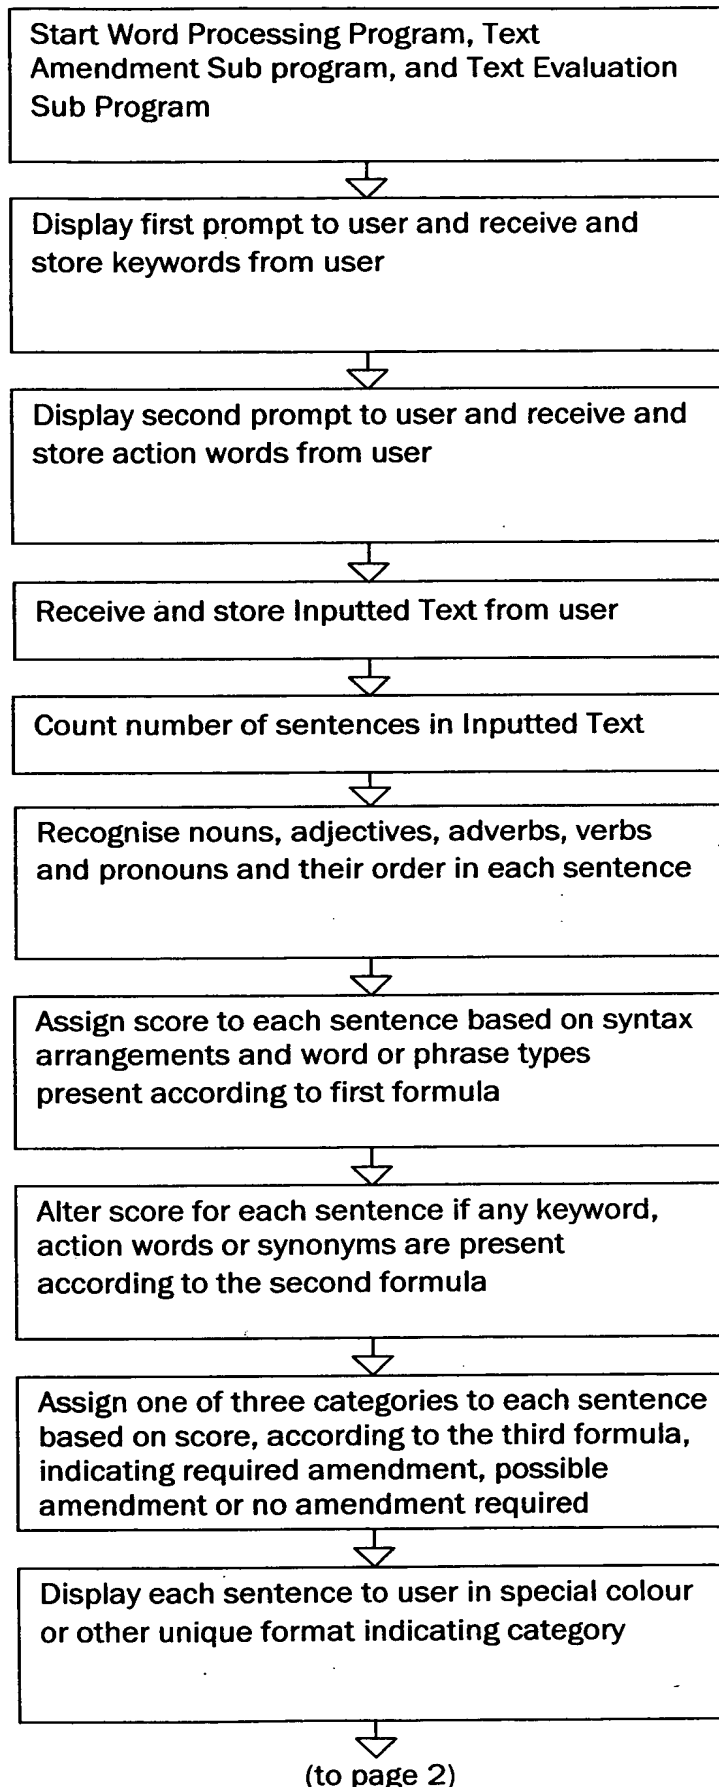 Start Word Processing Program, Text
Amendment Sub program, and Text Evaluation
Sub Program
Display first prompt to user and receive and
store keywords from user
Display second prompt to user and receive and
store action words from user
Receive and store Inputted Text from user
Count number of sentences in Inputted Text
Recognise nouns, adjectives, adverbs, verbs
and pronouns and their order in each sentence
Assign score to each sentence based on syntax
arrangements and word or phrase types
present according to first formula
Alter score for each sentence if any keyword,
action words or synonyms are present
according to the second formula
Assign one of three categories to each sentence
based on score, according to the third formula,
indicating required amendment, possible
amendment or no amendment required
Display each sentence to user in special colour
or other unique format indicating category
(to page 2)